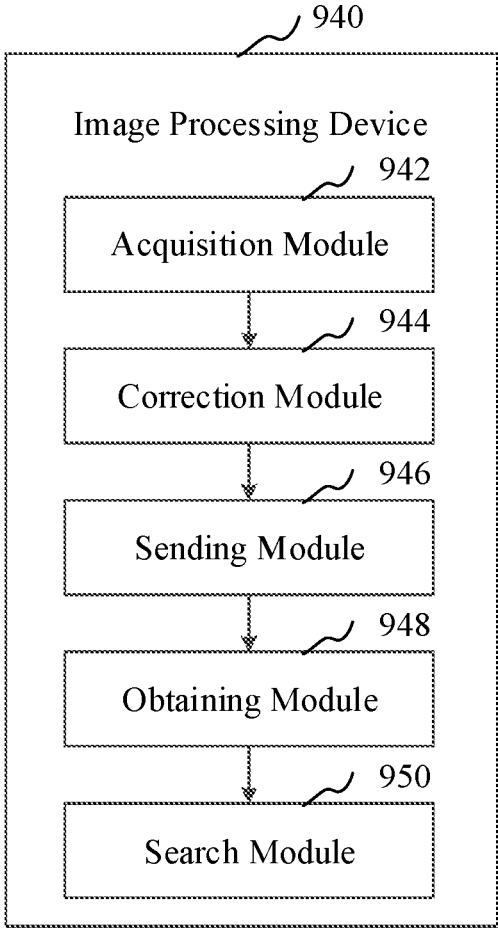 940
Image Processing Device
942
Acquisition Module
944
Correction Module
946
Sending Module
948
Obtaining Module
950
Search Module